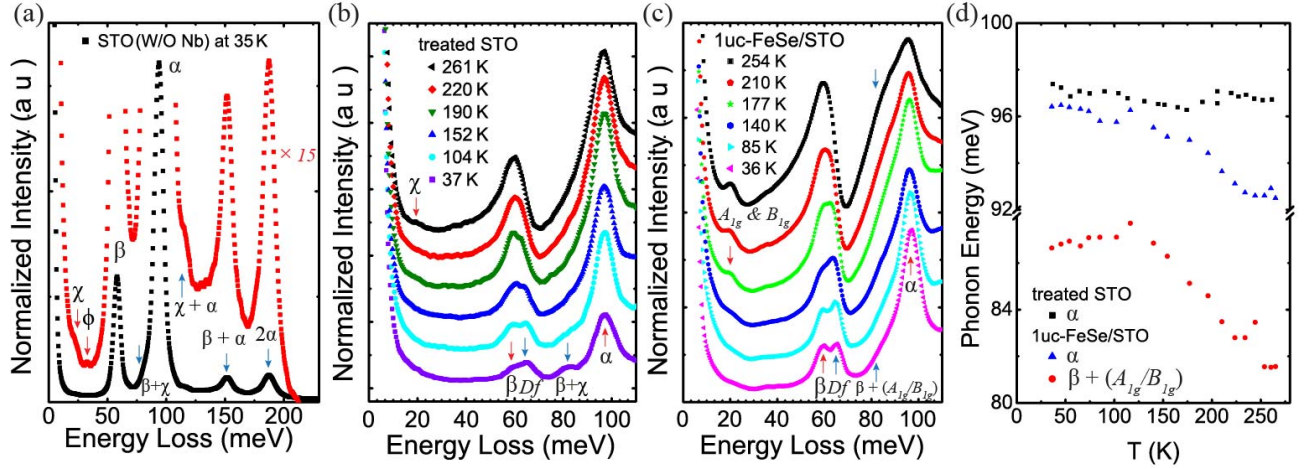 (a)
STO (W/O Nb) at 35 K
α
β
χ
ϕ
χ + α
β+χ
β + α
2α
× 15
Normalized Intensity (a u )
0 50 100 150 200
Energy Loss (meV)
(b)
treated STO
261 K
220 K
190 K
152 K
104 K
37 K
χ
β Df β+χ
α
Normalized Intensity (a u )
0 20 40 60 80 100
Energy Loss (meV)
(c)
1uc-FeSe/STO
254 K
210 K
177 K
140 K
85 K
36 K
A1g & B1g
α
β Df β + (A1g/B1g)
Normalized Intensity (a u )
0 20 40 60 80 100
Energy Loss (meV)
(d)
100
96
92
84
80
Phonon Energy (meV)
treated STO
α
1uc-FeSe/STO
α
β + (A1g/B1g)
0 50 100 150 200 250
T (K)